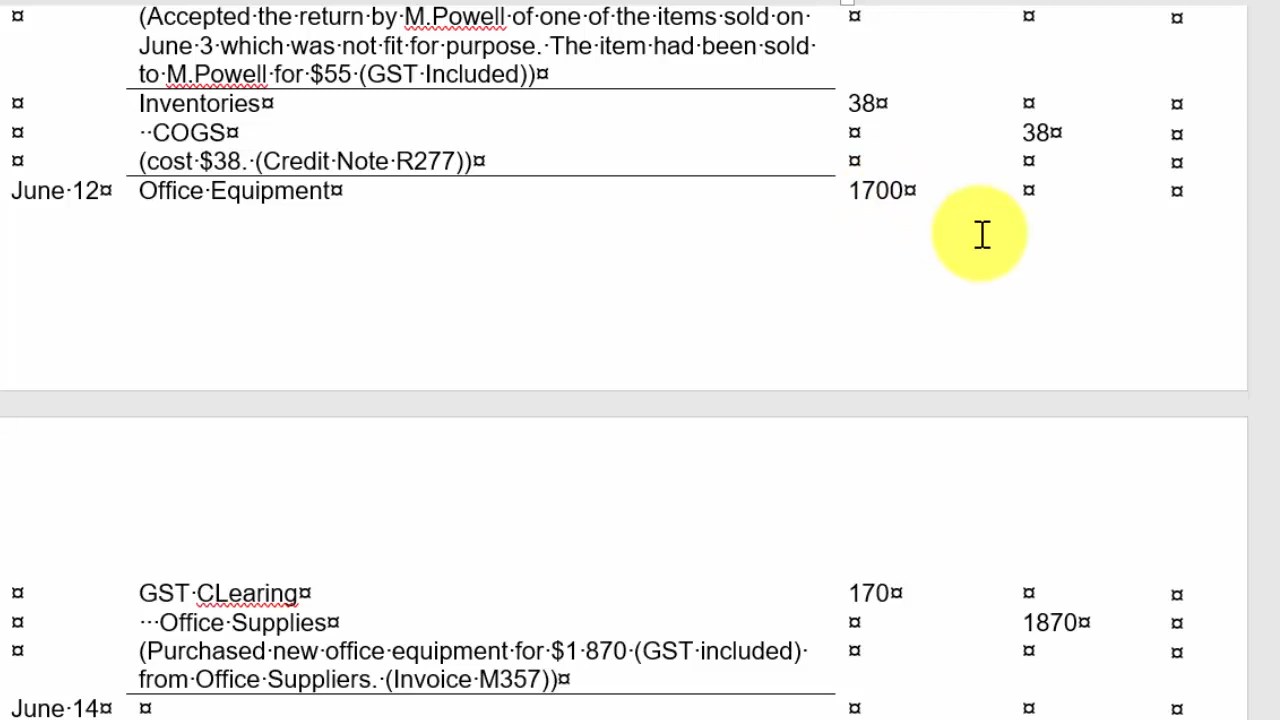 ¤ (Accepted·the·return·by·M.Powell·of·one·of·the·items·sold·on· ¤ ¤ ¤
June·3·which·was·not·fit·for·purpose.·The·item·had·been·sold·
to·M.Powell·for·$55·(GST·Included))¤
¤ Inventories¤ 38¤ ¤ ¤
¤ ··COGS¤ ¤ 38¤ ¤
¤ (cost·$38.·(Credit·Note·R277))¤ ¤ ¤ ¤
June·12¤ Office·Equipment¤ 1700¤ ¤ ¤
¤ GST·CLearing¤ 170¤ ¤ ¤
¤ ···Office·Supplies¤ ¤ 1870¤ ¤
¤ (Purchased·new·office·equipment·for·$1·870·(GST·included)· ¤ ¤ ¤
from·Office·Suppliers.·(Invoice·M357))¤
June·14¤ ¤ ¤ ¤ ¤